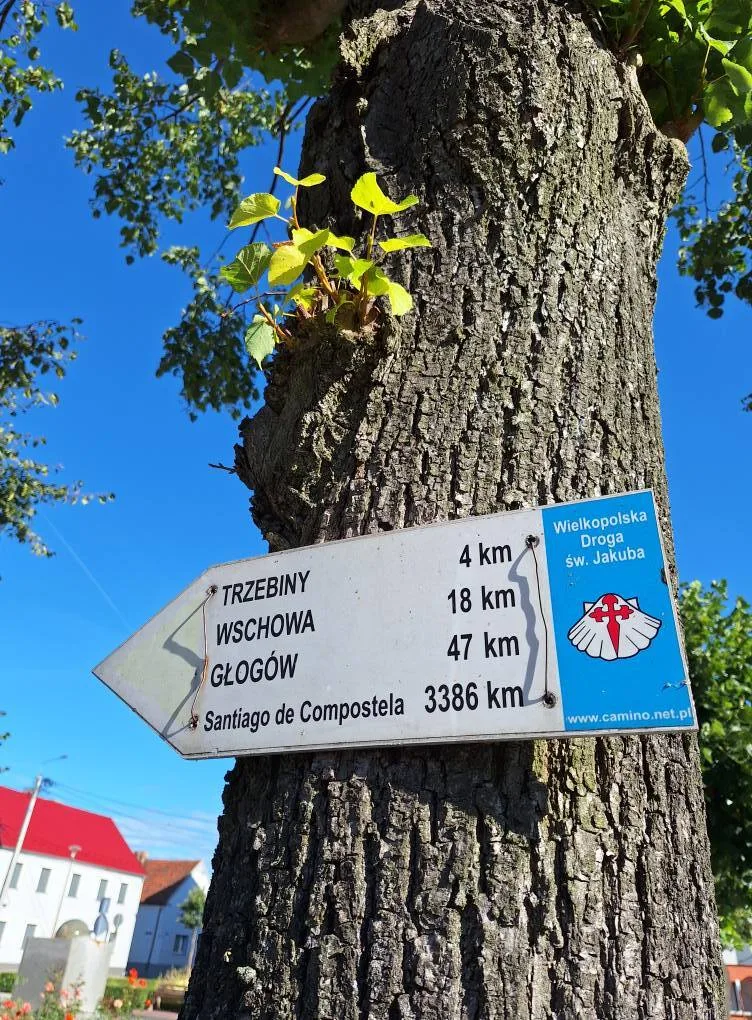 TRZEBINY 4 km
WSCHOWA 18 km
GŁOGÓW 47 km
Santiago de Compostela 3386 km
Wielkopolska
Droga
św. Jakuba
www.camino.net.pl